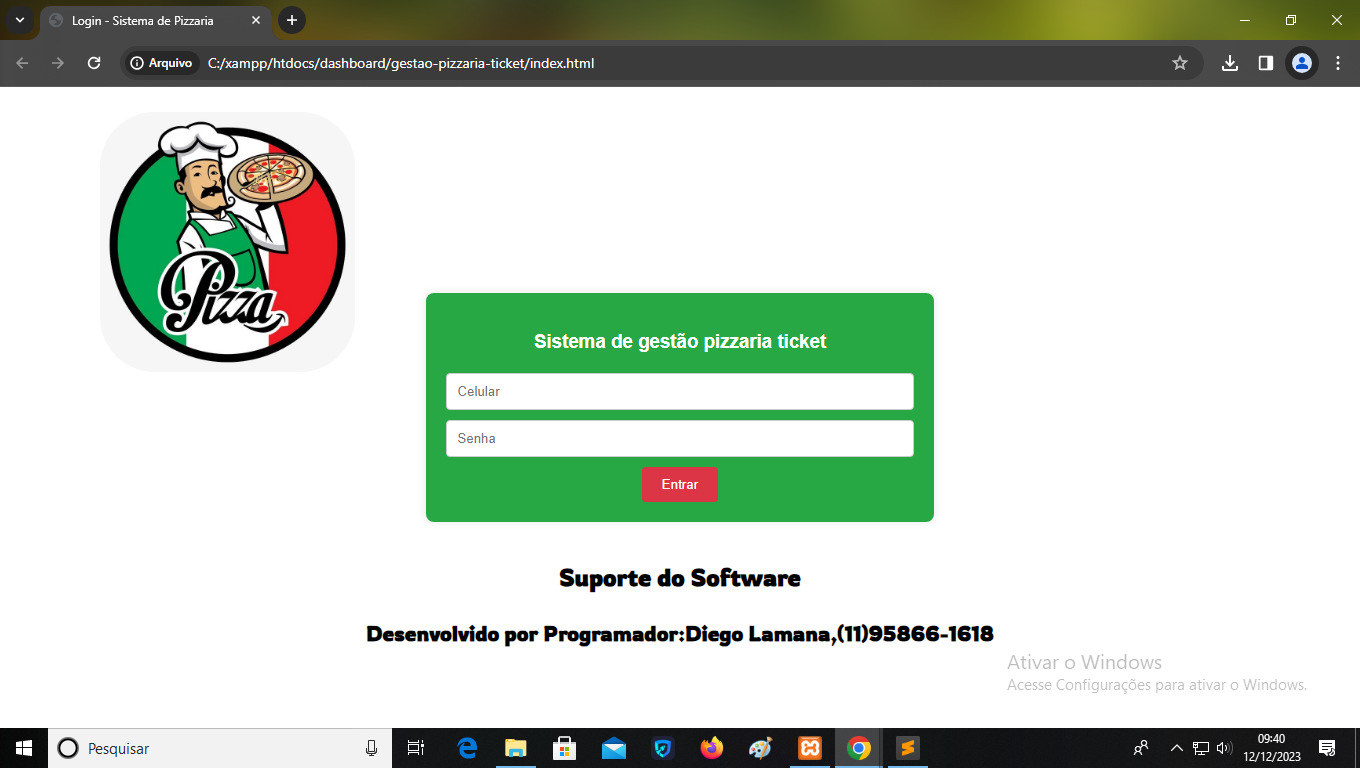 Login - Sistema de Pizzaria
Arquivo
C:/xampp/htdocs/dashboard/gestao-pizzaria-ticket/index.html
Pizza
Sistema de gestão pizzaria ticket
Celular
Senha
Entrar
Suporte do Software
Desenvolvido por Programador:Diego Lamana,(11)95866-1618
Ativar o Windows
Acesse Configurações para ativar o Windows.
Pesquisar
09:40
12/12/2023